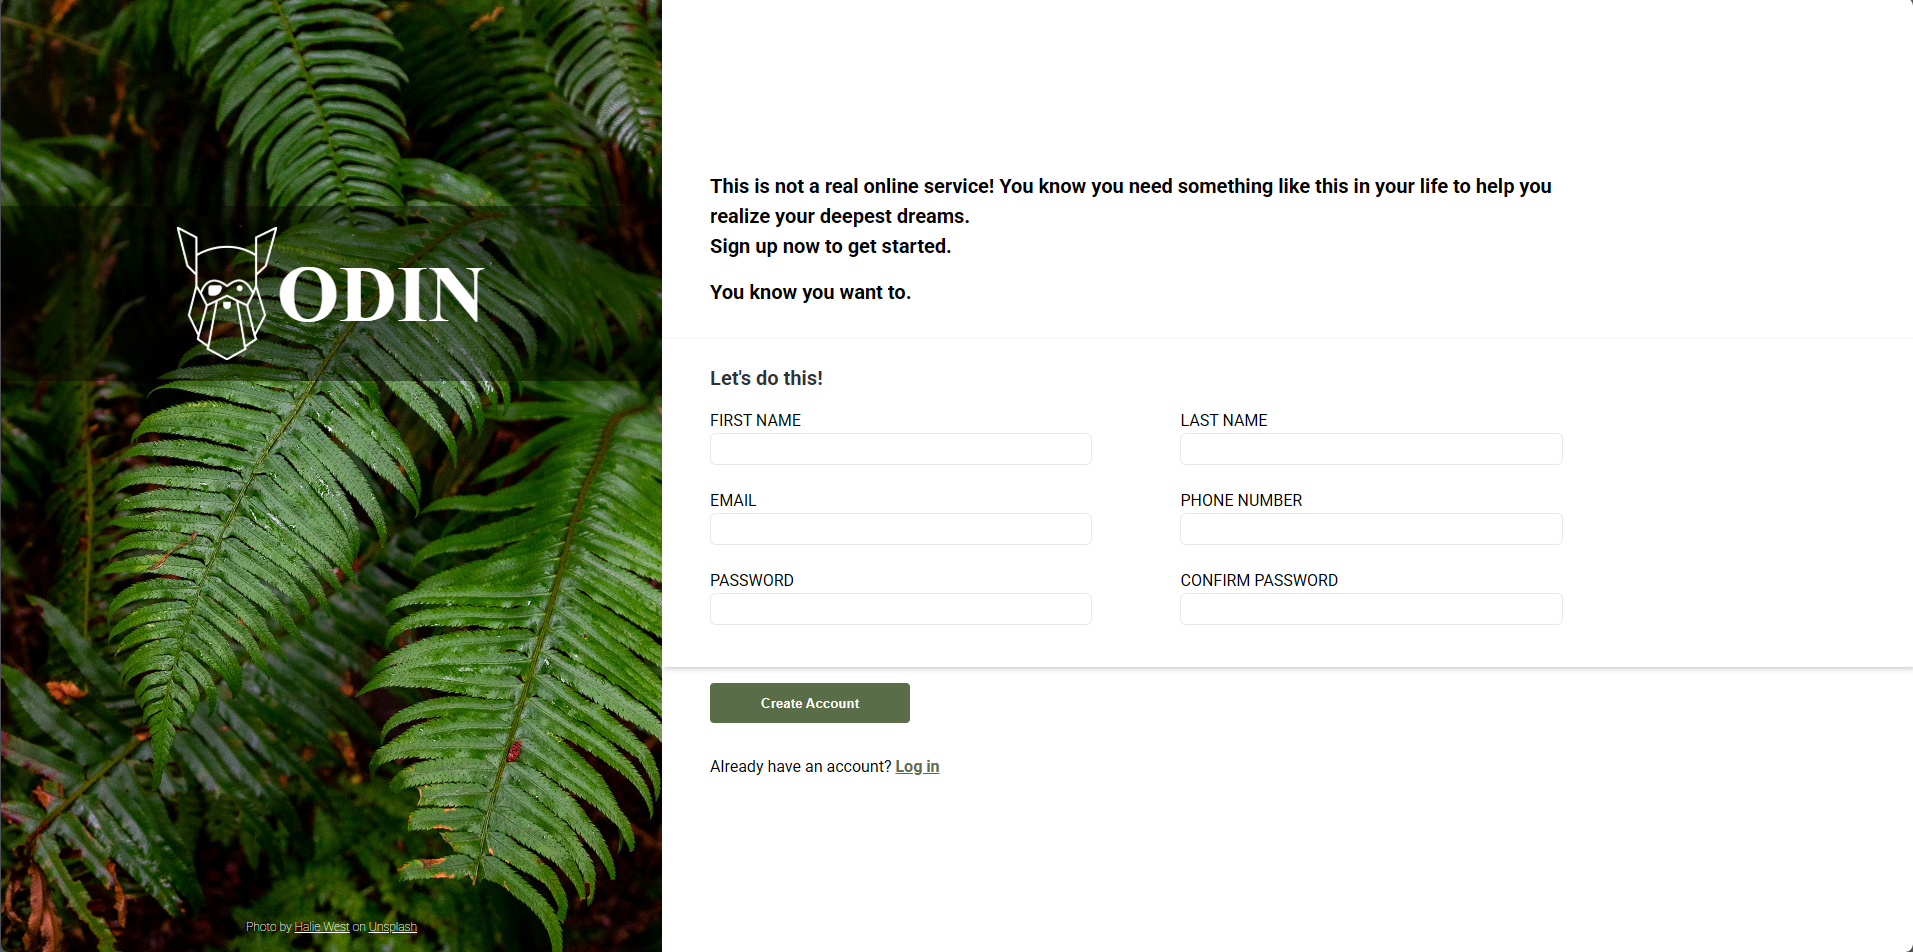 ODIN
Photo by Halie West on Unsplash
This is not a real online service! You know you need something like this in your life to help you
realize your deepest dreams.
Sign up now to get started.
You know you want to.
Let's do this!
FIRST NAME
LAST NAME
EMAIL
PHONE NUMBER
PASSWORD
CONFIRM PASSWORD
Create Account
Already have an account? Log in